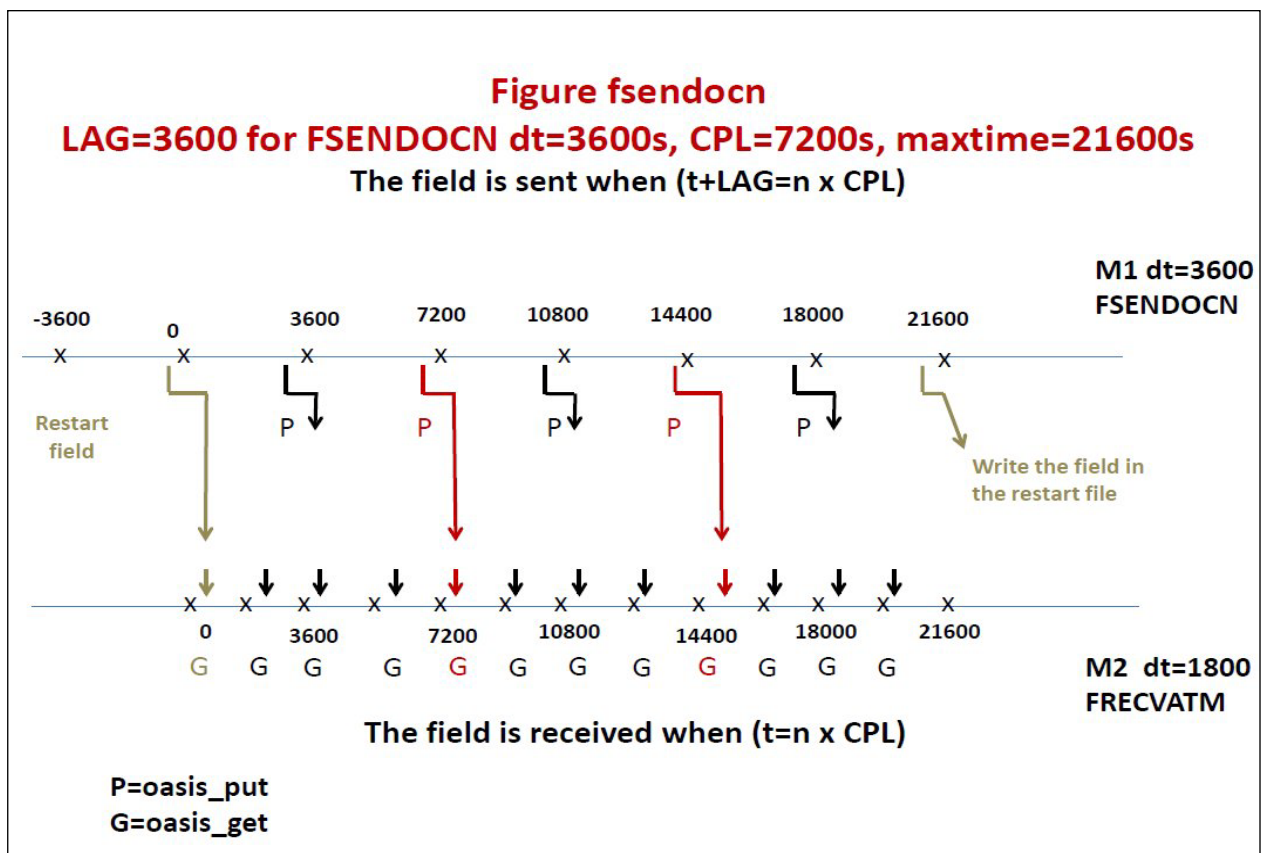 Figure fsendocn
LAG=3600 for FSENDOCN dt=3600s, CPL=7200s, maxtime=21600s
The field is sent when (t+LAG=n x CPL)
M1 dt=3600
FSENDOCN
-3600 0 3600 7200 10800 14400 18000 21600
x x x x x x x x
Restart
field
P P P P P
Write the field in
the restart file
x x x x x x x x x x x x x
0 3600 7200 10800 14400 18000 21600
G G G G G G G G G G G G
M2 dt=1800
FRECVATM
The field is received when (t=n x CPL)
P=oasis_put
G=oasis_get